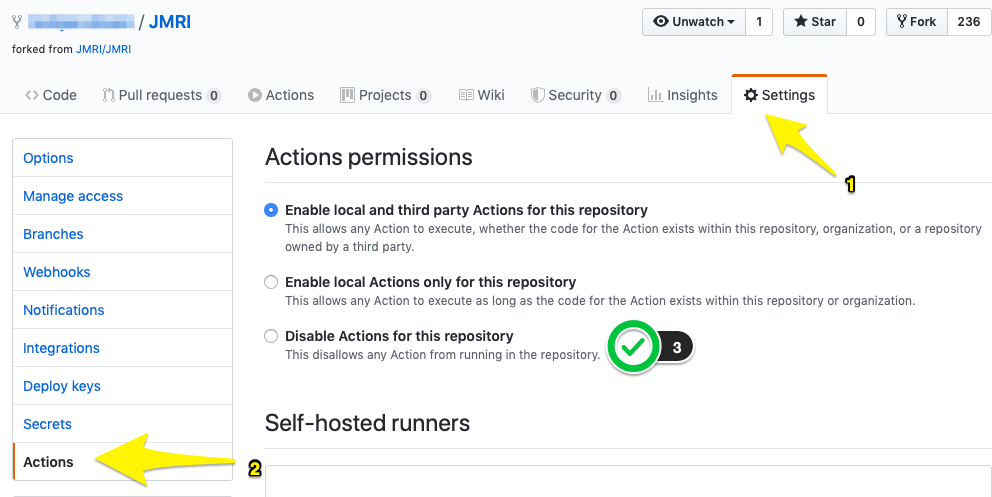 / JMRI
Unwatch 1
Star 0
Fork 236
forked from JMRI/JMRI
Code
Pull requests 0
Actions
Projects 0
Wiki
Security 0
Insights
Settings
1
Options
Manage access
Branches
Webhooks
Notifications
Integrations
Deploy keys
Secrets
Actions
2
Actions permissions
Enable local and third party Actions for this repository
This allows any Action to execute, whether the code for the Action exists within this repository, organization, or a repository
owned by a third party.
Enable local Actions only for this repository
This allows any Action to execute as long as the code for the Action exists within this repository or organization.
Disable Actions for this repository
This disallows any Action from running in the repository.
3
Self-hosted runners